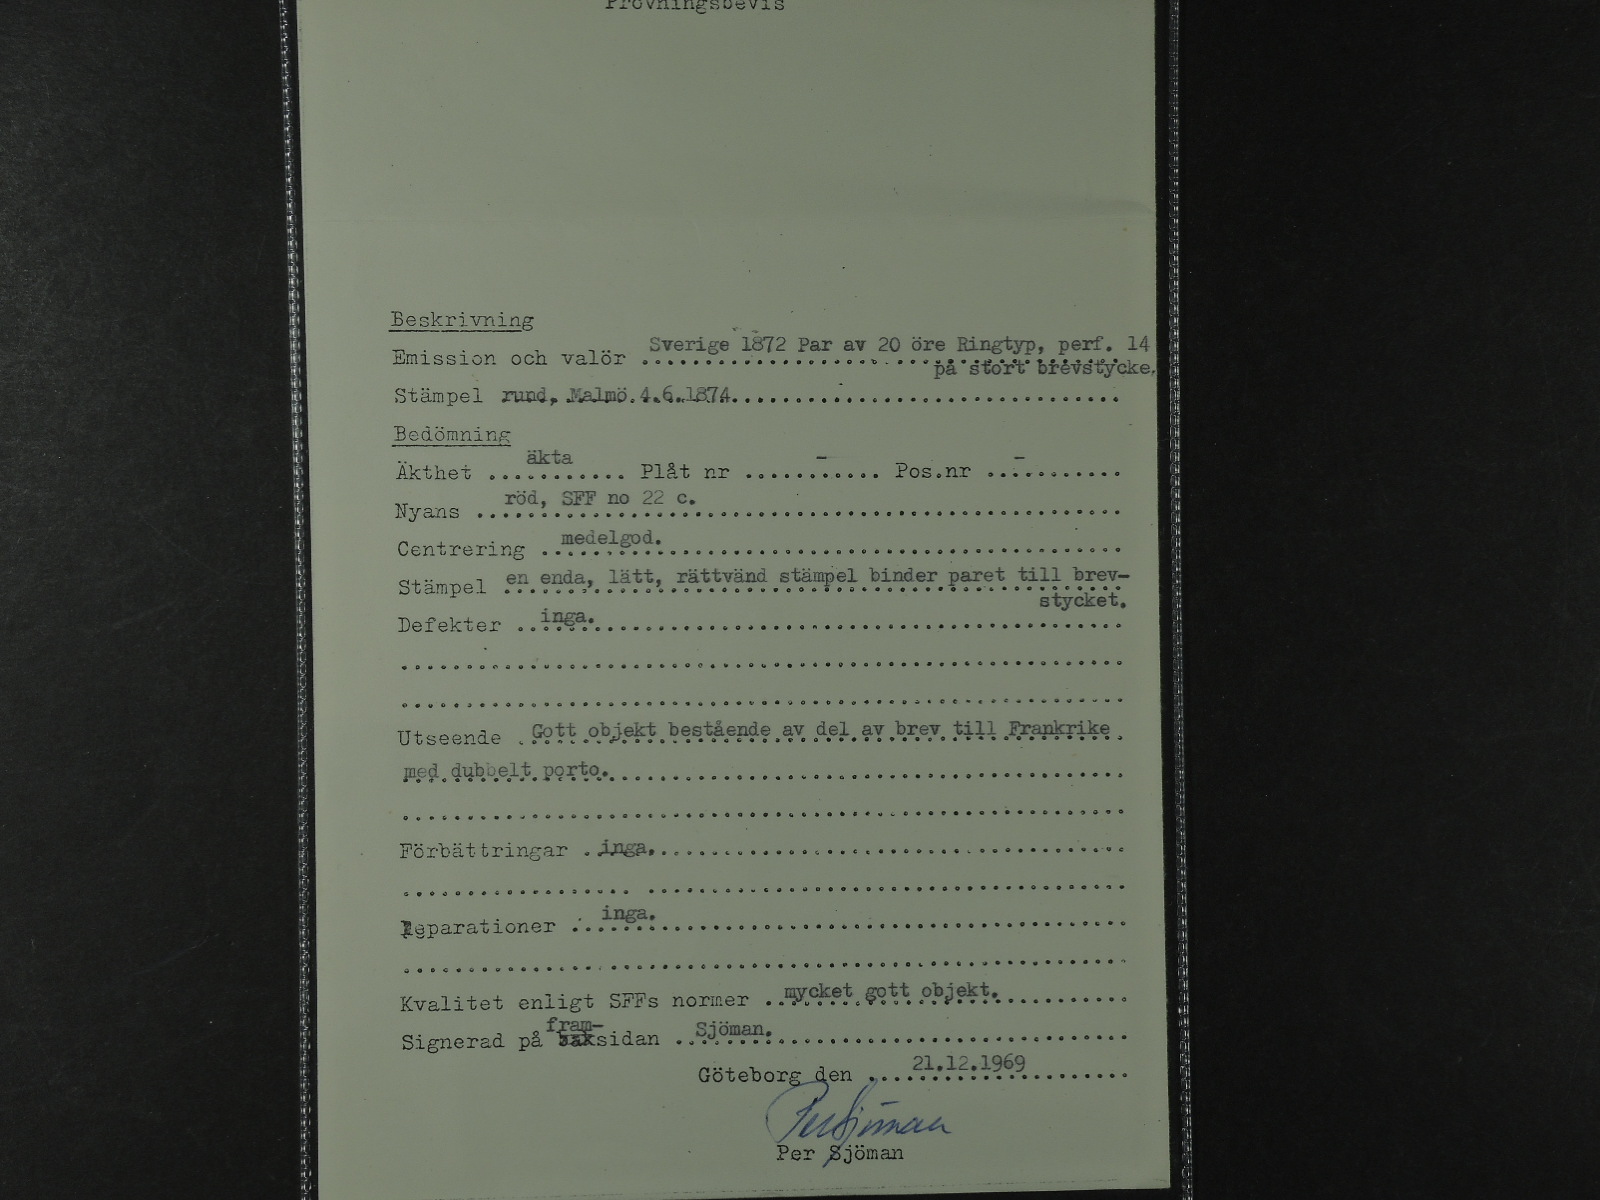 Prövningsbevis
Beskrivning
Emission och valör Sverige 1872 Par av 20 öre Ringtyp, perf. 14
på stort brevstycke.
Stämpel rund, Malmö 4.6.1874
Bedömning
Äkthet äkta Plåt nr - Pos.nr -
Nyans röd, SFF no 22 c.
Centrering medelgod.
Stämpel en enda, lätt, rättvänd stämpel binder paret till brev-
stycket.
Defekter inga.
Utseende Gott objekt bestående av del av brev till Frankrike
med dubbelt porto.
Förbättringar inga.
Reparationer inga.
Kvalitet enligt SFFs normer mycket gott objekt.
fram-
Signerad på baksidan Sjöman.
Göteborg den 21.12.1969
Per Sjöman
Per Sjöman